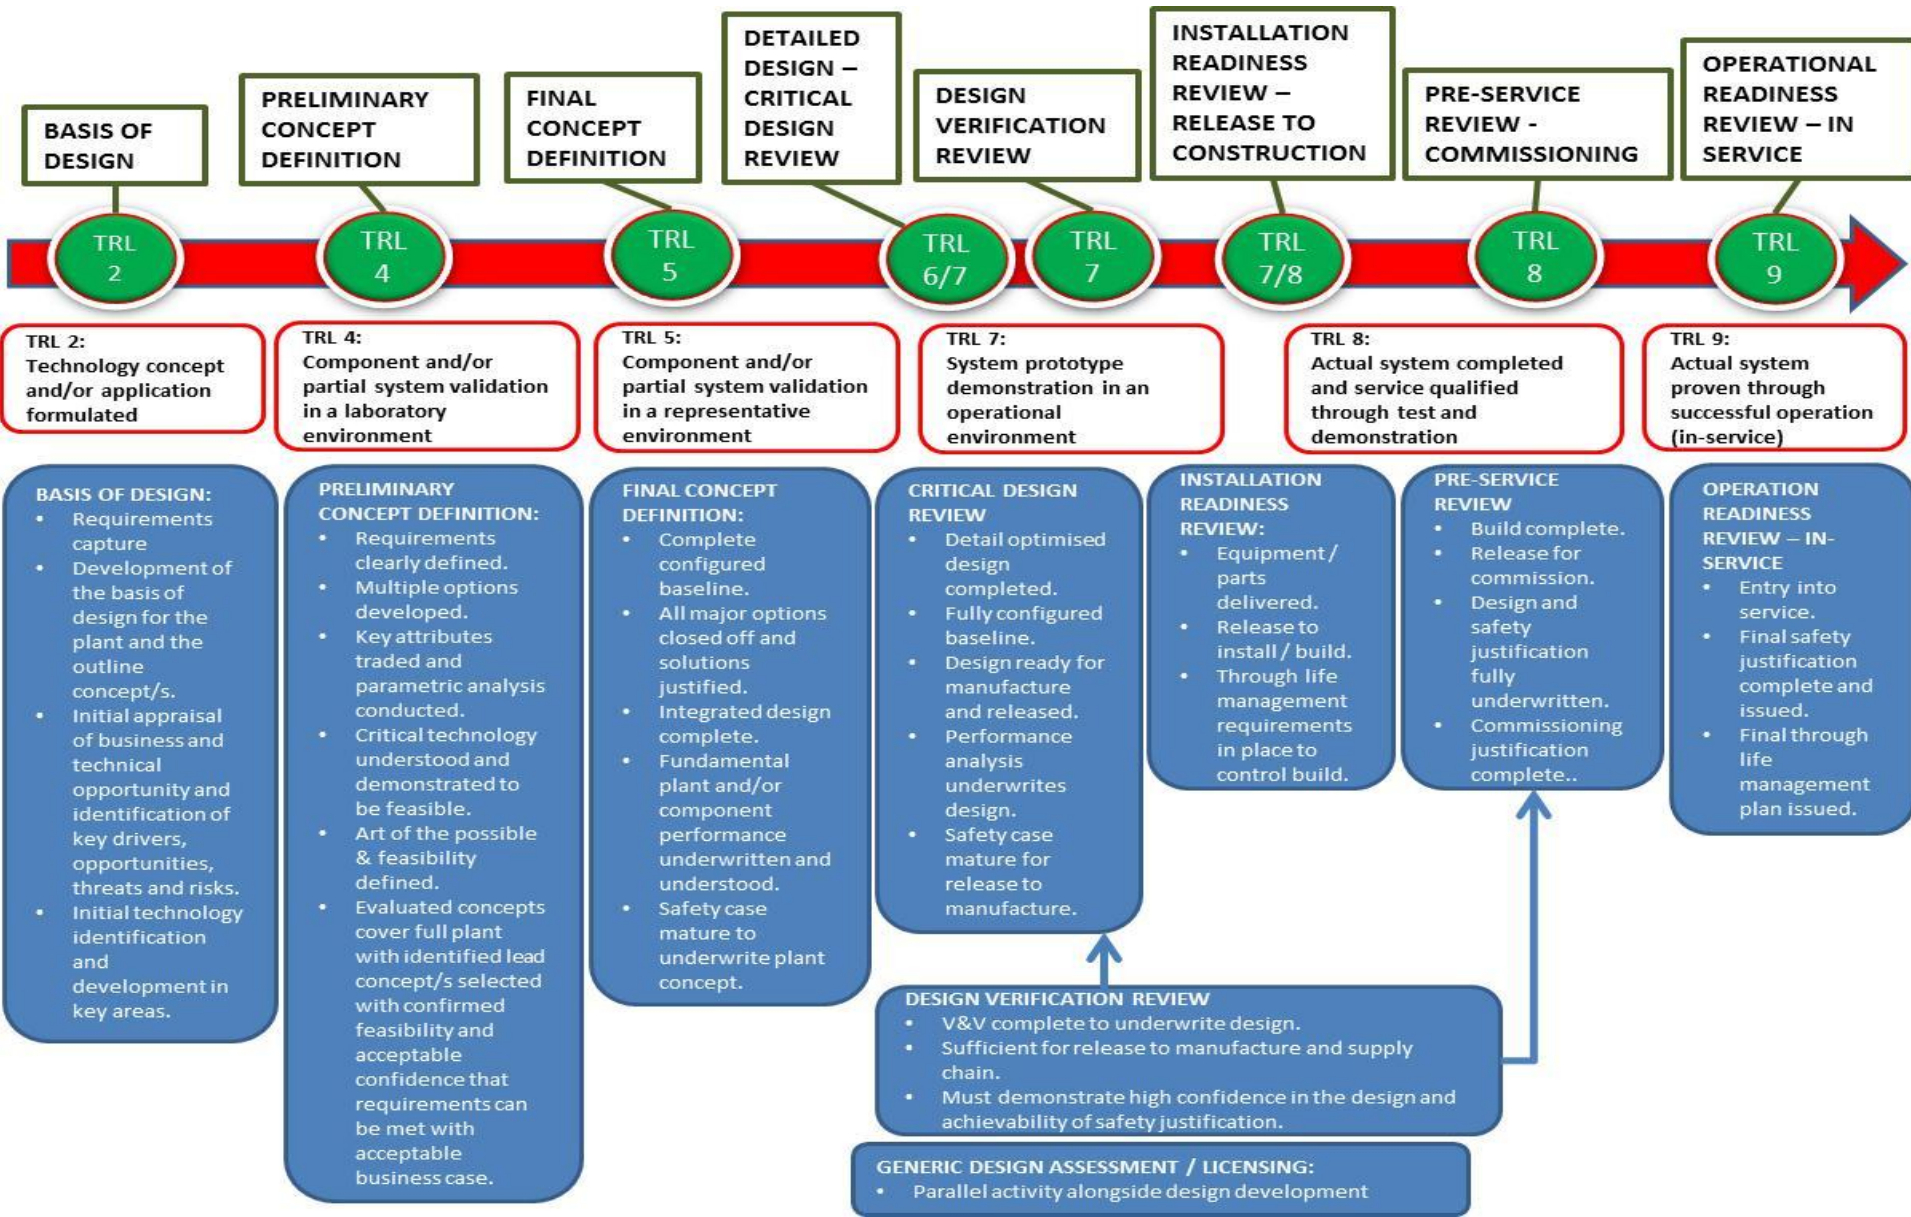 BASIS OF
DESIGN
PRELIMINARY
CONCEPT
DEFINITION
FINAL
CONCEPT
DEFINITION
DETAILED
DESIGN –
CRITICAL
DESIGN
REVIEW
DESIGN
VERIFICATION
REVIEW
INSTALLATION
READINESS
REVIEW –
RELEASE TO
CONSTRUCTION
PRE-SERVICE
REVIEW -
COMMISSIONING
OPERATIONAL
READINESS
REVIEW – IN
SERVICE
TRL
2
TRL
4
TRL
5
TRL
6/7
TRL
7
TRL
7/8
TRL
8
TRL
9
TRL 2:
Technology concept
and/or application
formulated
TRL 4:
Component and/or
partial system validation
in a laboratory
environment
TRL 5:
Component and/or
partial system validation
in a representative
environment
TRL 7:
System prototype
demonstration in an
operational
environment
TRL 8:
Actual system completed
and service qualified
through test and
demonstration
TRL 9:
Actual system
proven through
successful operation
(in-service)
BASIS OF DESIGN:
• Requirements
capture
• Development of
the basis of
design for the
plant and the
outline
concept/s.
• Initial appraisal
of business and
technical
opportunity and
identification of
key drivers,
opportunities,
threats and risks.
• Initial technology
identification
and
development in
key areas.
PRELIMINARY
CONCEPT DEFINITION:
• Requirements
clearly defined.
• Multiple options
developed.
• Key attributes
traded and
parametric analysis
conducted.
• Critical technology
understood and
demonstrated to
be feasible.
• Art of the possible
& feasibility
defined.
• Evaluated concepts
cover full plant
with identified lead
concept/s selected
with confirmed
feasibility and
acceptable
confidence that
requirements can
be met with
acceptable
business case.
FINAL CONCEPT
DEFINITION:
• Complete
configured
baseline.
• All major options
closed off and
solutions
justified.
• Integrated design
complete.
• Fundamental
plant and/or
component
performance
underwritten and
understood.
• Safety case
mature to
underwrite plant
concept.
CRITICAL DESIGN
REVIEW
• Detail optimised
design
completed.
• Fully configured
baseline.
• Design ready for
manufacture
and released.
• Performance
analysis
underwrites
design.
• Safety case
mature for
release to
manufacture.
INSTALLATION
READINESS
REVIEW:
• Equipment /
parts
delivered.
• Release to
install / build.
• Through life
management
requirements
in place to
control build.
PRE-SERVICE
REVIEW
• Build complete.
• Release for
commission.
• Design and
safety
justification
fully
underwritten.
• Commissioning
justification
complete..
OPERATION
READINESS
REVIEW – IN-
SERVICE
• Entry into
service.
• Final safety
justification
complete and
issued.
• Final through
life
management
plan issued.
DESIGN VERIFICATION REVIEW
• V&V complete to underwrite design.
• Sufficient for release to manufacture and supply
chain.
• Must demonstrate high confidence in the design and
achievability of safety justification.
GENERIC DESIGN ASSESSMENT / LICENSING:
• Parallel activity alongside design development